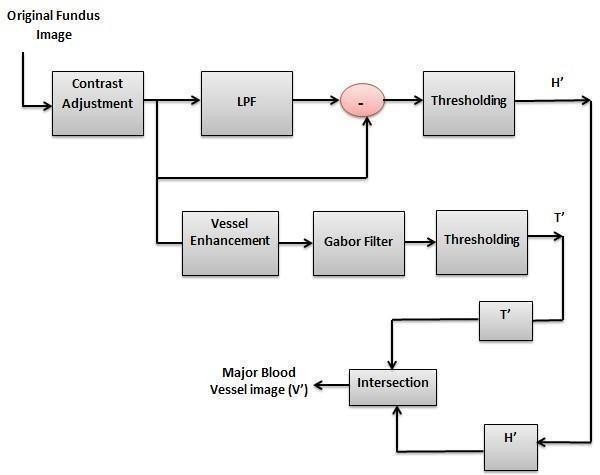 Original Fundus
Image
Contrast
Adjustment
LPF
-
Thresholding
H’
Vessel
Enhancement
Gabor Filter
Thresholding
T’
T’
Major Blood
Vessel image (V’)
Intersection
H’